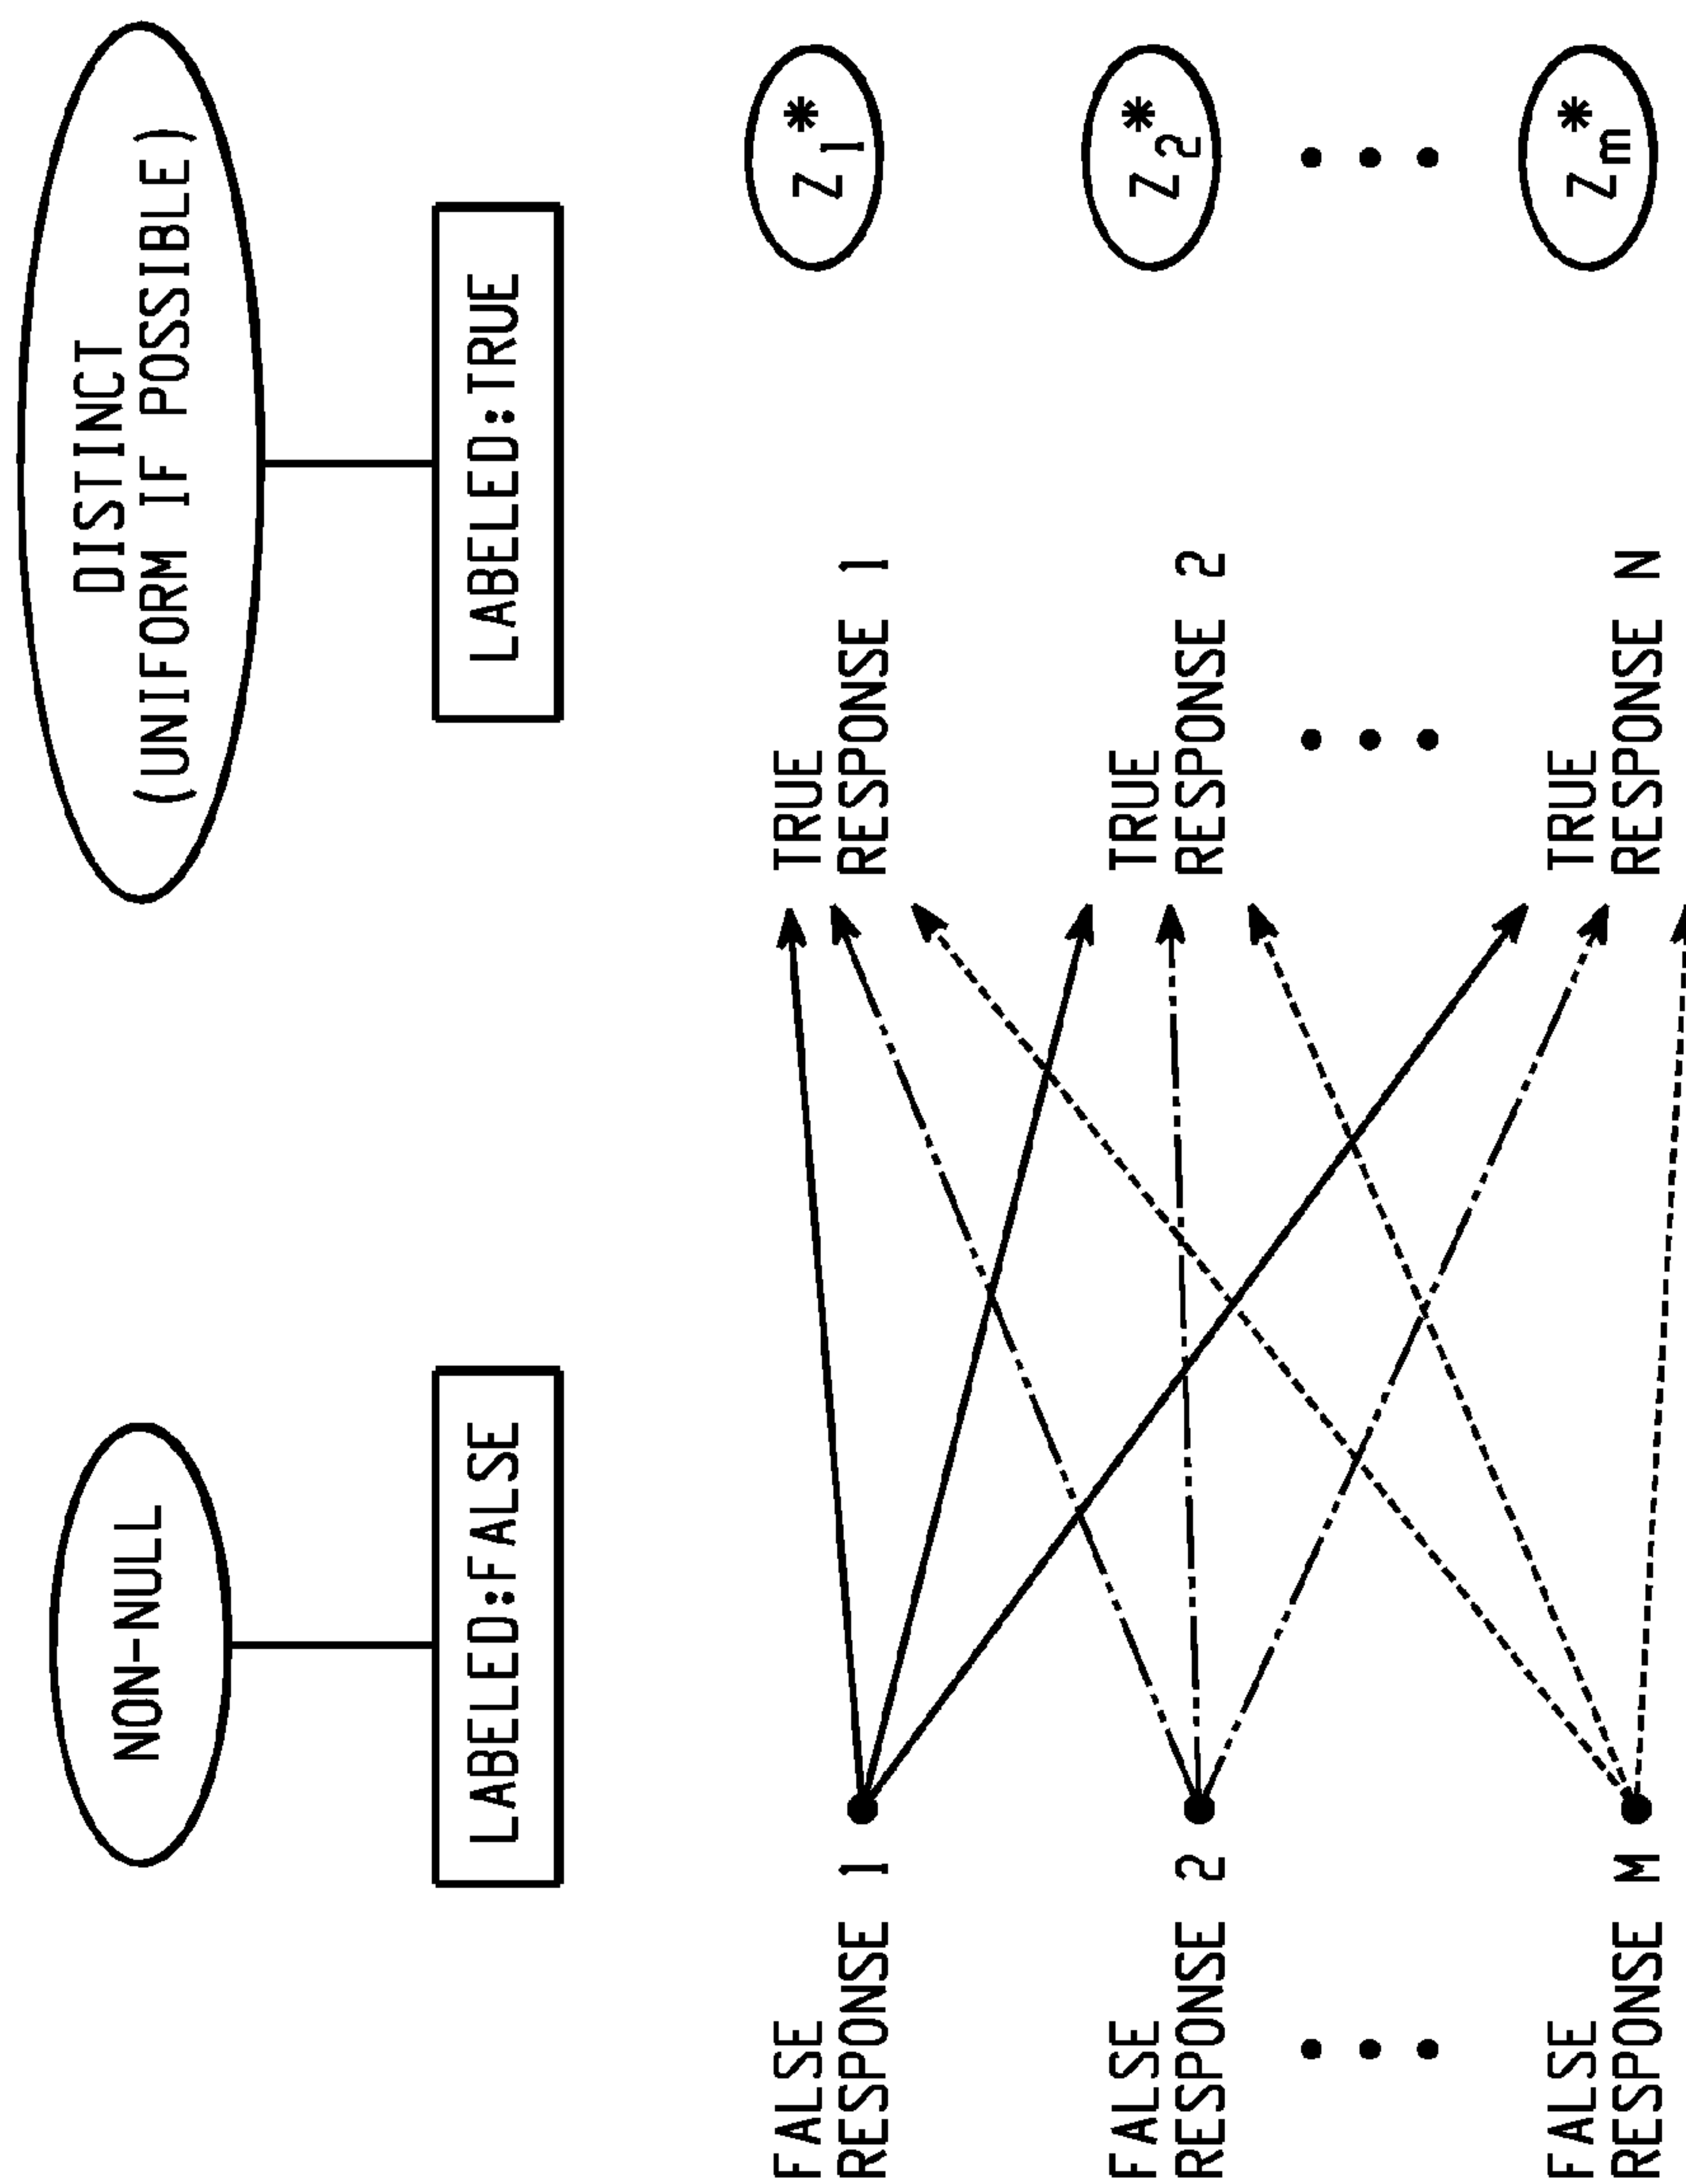 NON-NULL
DISTINCT
(UNIFORM IF POSSIBLE)
LABELED:FALSE
LABELED:TRUE
FALSE
RESPONSE 1
TRUE
RESPONSE 1
Z1*
FALSE
RESPONSE 2
TRUE
RESPONSE 2
Z2*
FALSE
RESPONSE M
TRUE
RESPONSE N
Zm*